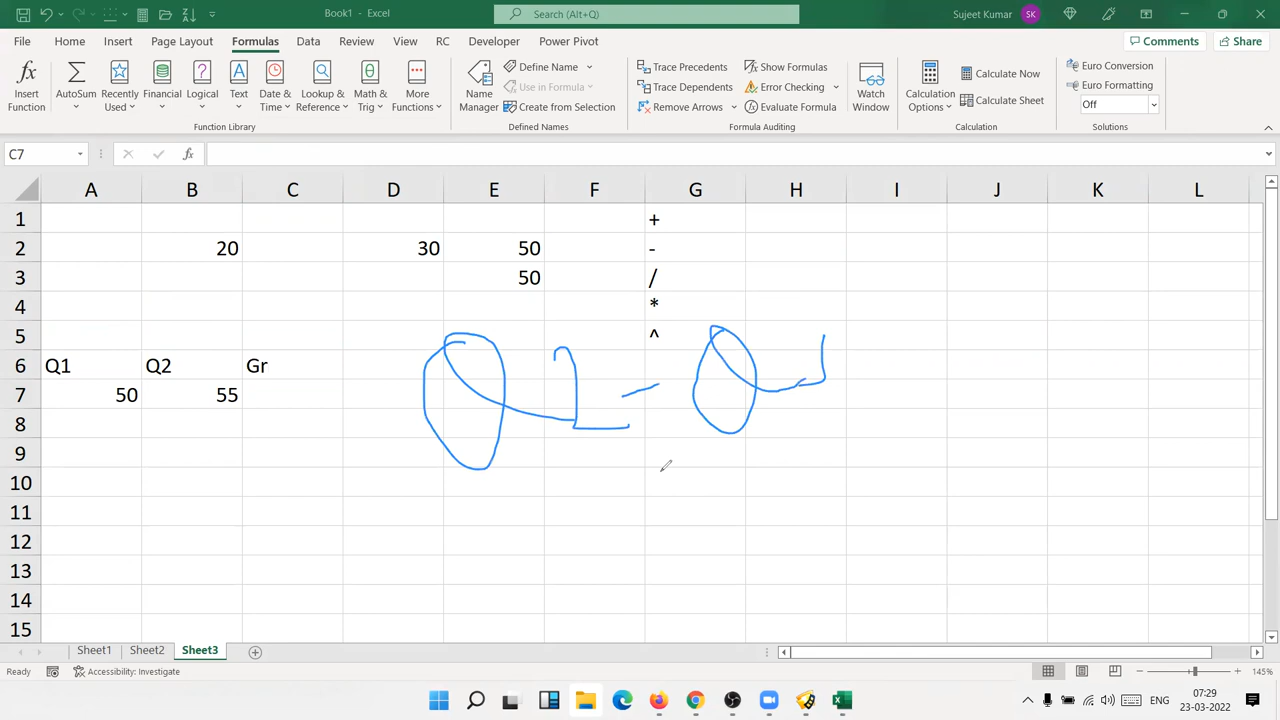 Book1 - Excel
Search (Alt+Q)
Sujeet Kumar SK
File Home Insert Page Layout Formulas Data Review View RC Developer Power Pivot Comments Share
Insert Function
AutoSum
Recently Used
Financial
Logical
Text
Date & Time
Lookup & Reference
Math & Trig
More Functions
Function Library
Name Manager
Define Name
Use in Formula
Create from Selection
Defined Names
Trace Precedents
Trace Dependents
Remove Arrows
Show Formulas
Error Checking
Evaluate Formula
Formula Auditing
Watch Window
Calculation Options
Calculate Now
Calculate Sheet
Calculation
Euro Conversion
Euro Formatting
Off
Solutions
C7 fx
A B C D E F G H I J K L
1 +
2 20 30 50 -
3 50 /
4 *
5 ^
6 Q1 Q2 Gr
7 50 55
Q2 - Q1
8
9
10
11
12
13
14
15
Sheet1 Sheet2 Sheet3
Ready Accessibility: Investigate 145%
ENG 07:29
23-03-2022